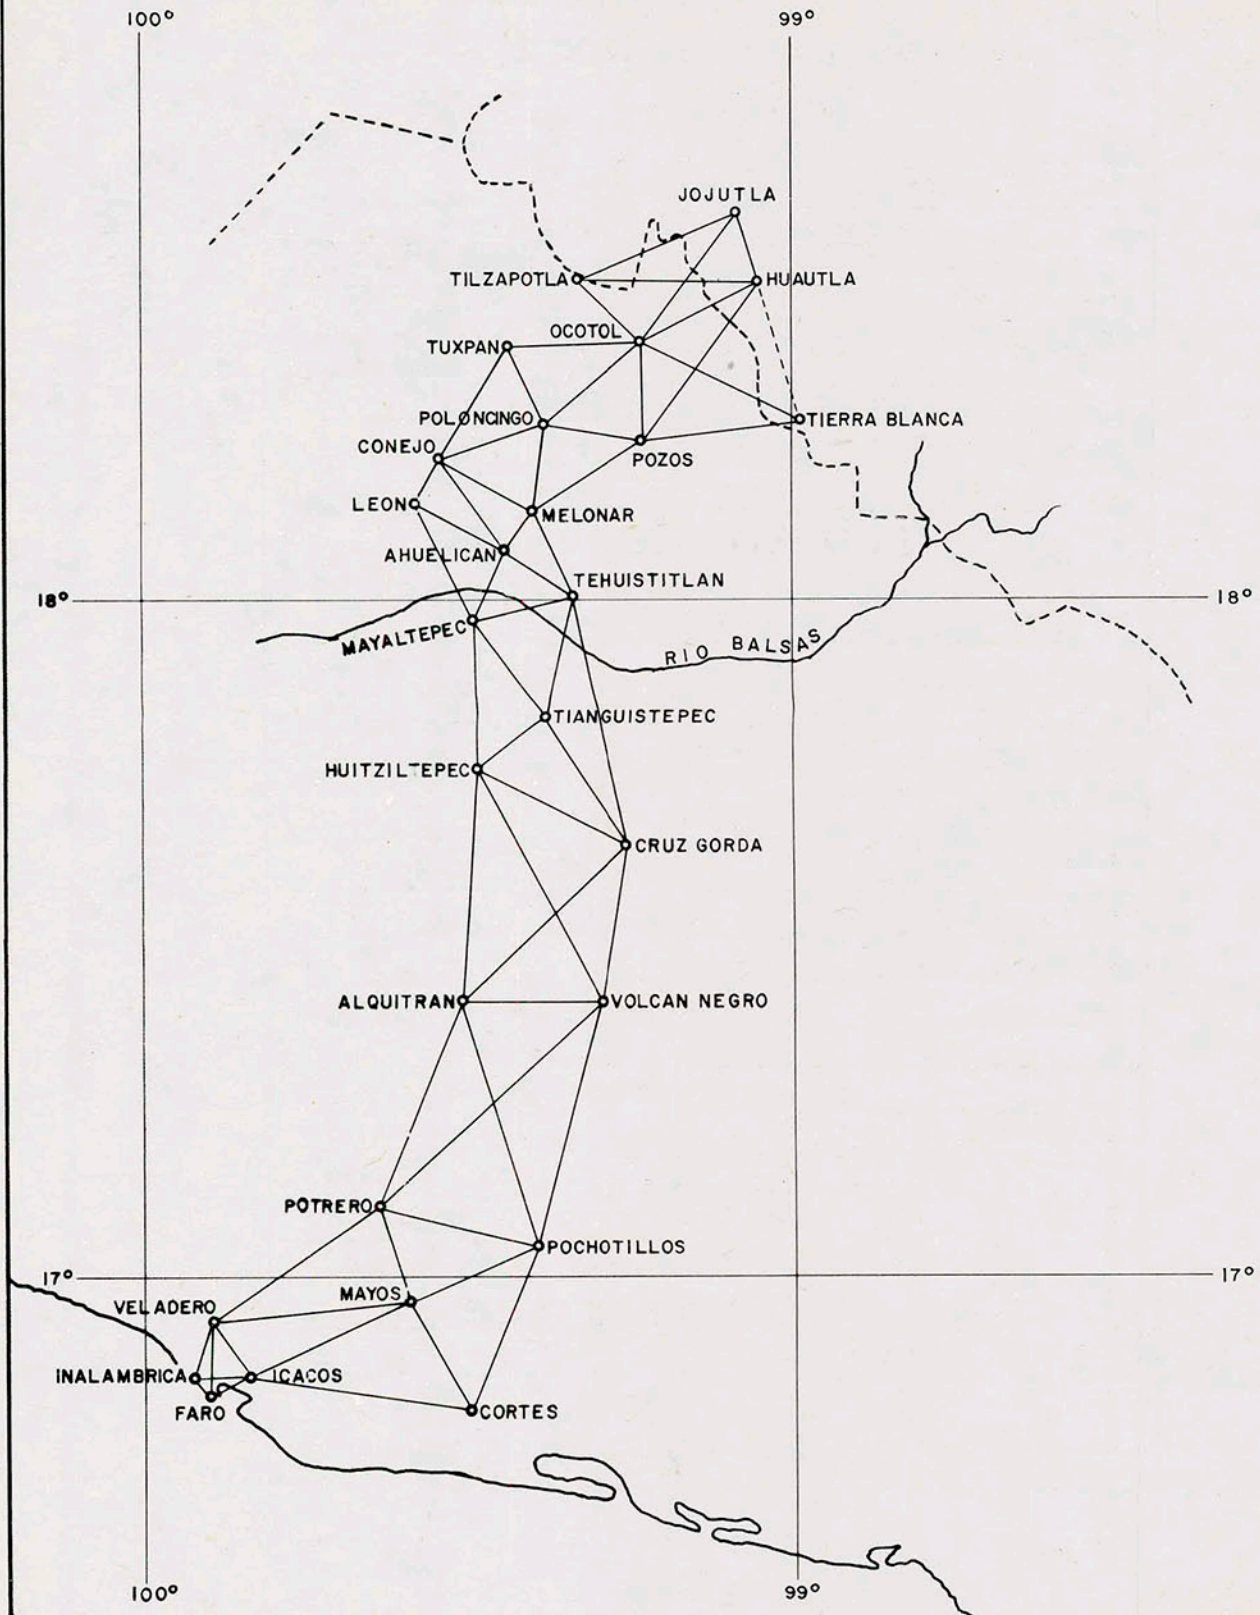 100° 99°
JOJUTLA
TILZAPOTLA HUAUTLA
OCOTOL
TUXPAN
POLONCINGO TIERRA BLANCA
CONEJO
POZOS
LEON
MELONAR
AHUELICAN
TEHUISTITLAN
18° 18°
MAYALTEPEC
RIO BALSAS
TIANGUISTEPEC
HUITZILTEPEC
CRUZ GORDA
ALQUITRAN VOLCAN NEGRO
POTRERO
POCHOTILLOS
17° 17°
MAYOS
VELADERO
INALAMBRICA ICACOS
FARO CORTES
100° 99°